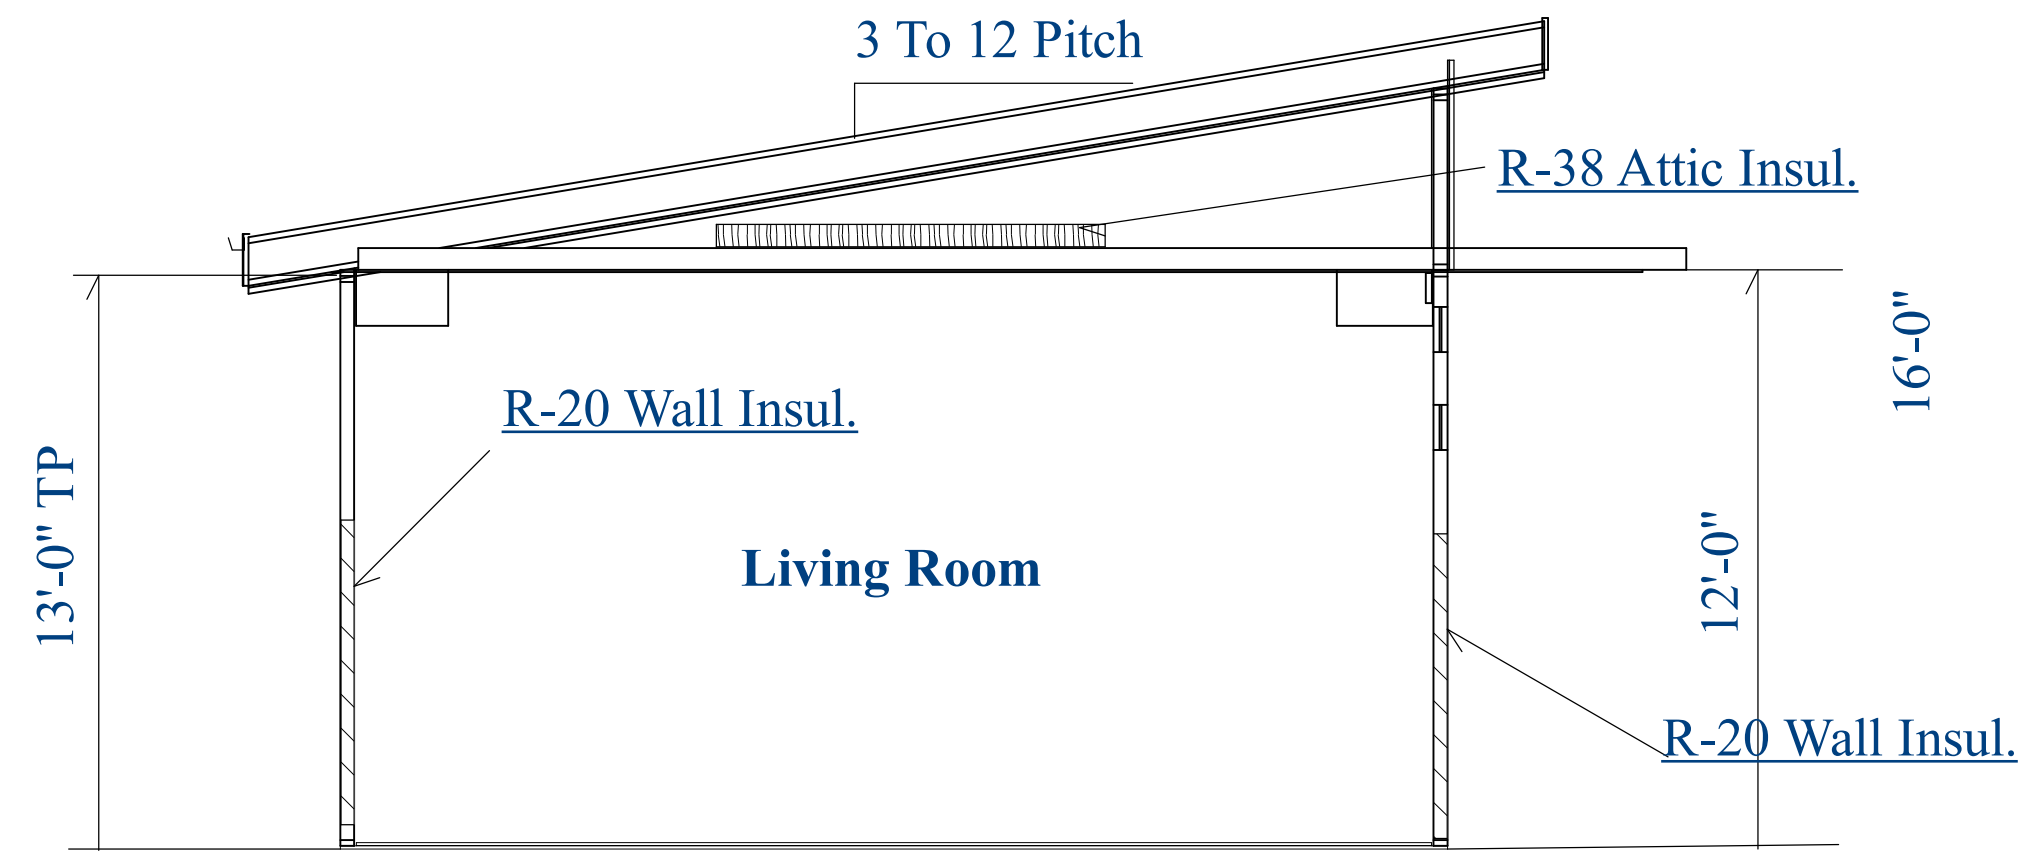 3 To 12 Pitch
R-38 Attic Insul.
16'-0"
R-20 Wall Insul.
13'-0" TP
Living Room
12'-0"
R-20 Wall Insul.